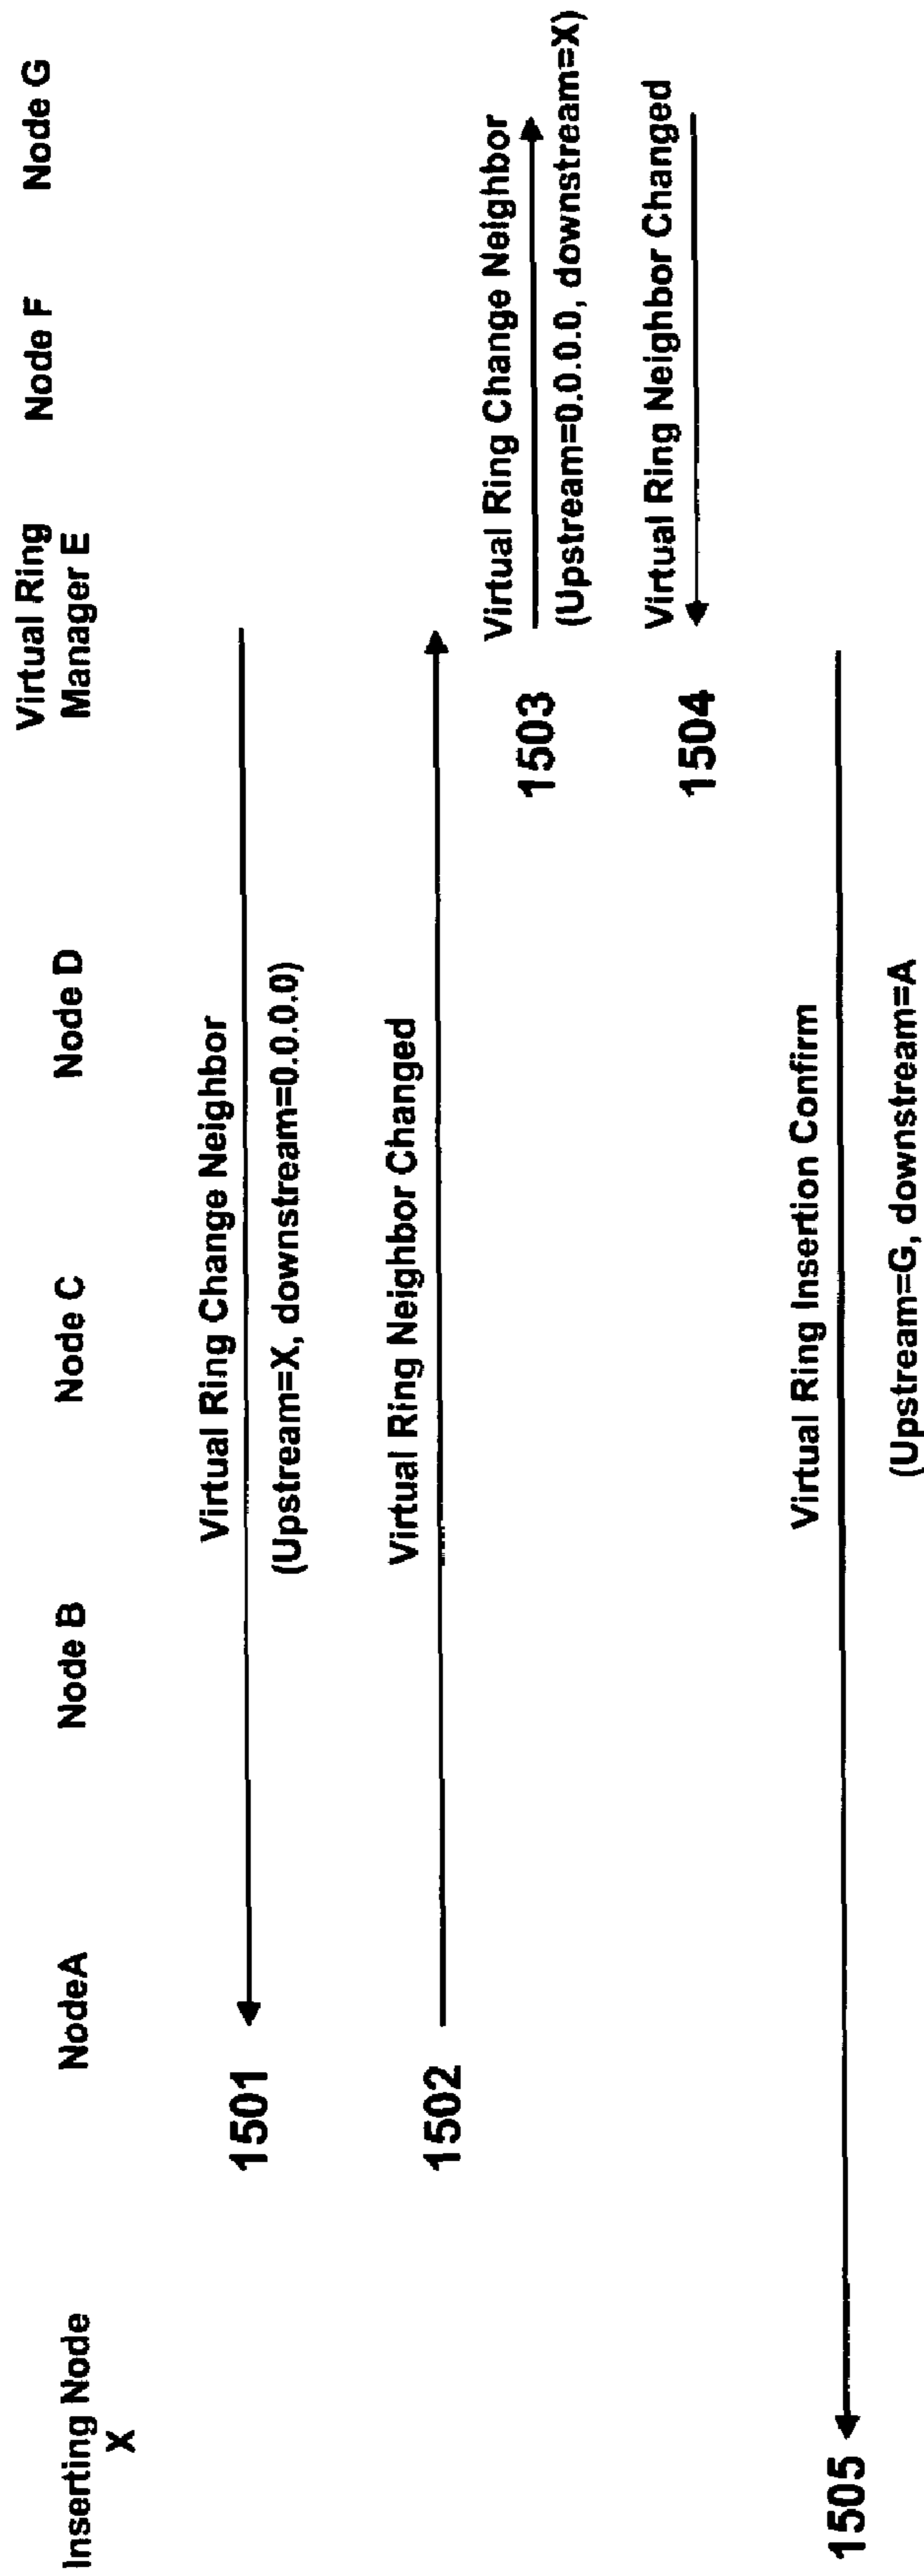 Inserting Node
X
NodeA
Node B
Node C
Node D
Virtual Ring
Manager E
Node F
Node G
1501
Virtual Ring Change Neighbor
(Upstream=X, downstream=0.0.0.0)
1502
Virtual Ring Neighbor Changed
1503
Virtual Ring Change Neighbor
(Upstream=0.0.0.0, downstream=X)
1504
Virtual Ring Neighbor Changed
1505
Virtual Ring Insertion Confirm
(Upstream=G, downstream=A